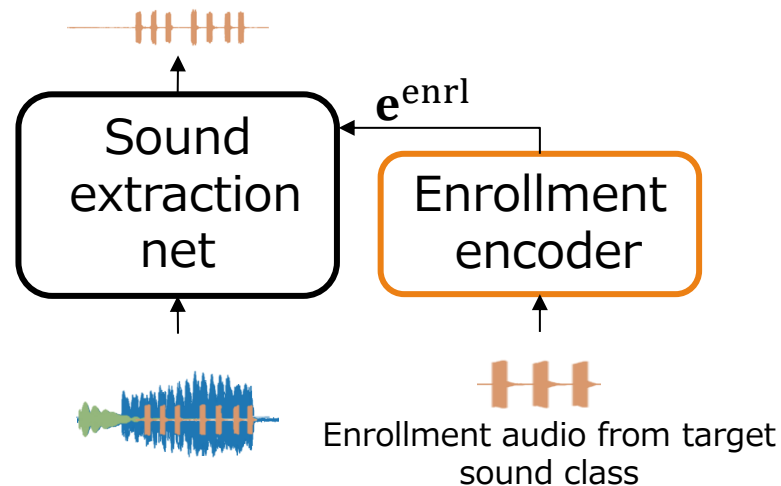 Sound
extraction
net
e^enrl
Enrollment
encoder
Enrollment audio from target
sound class